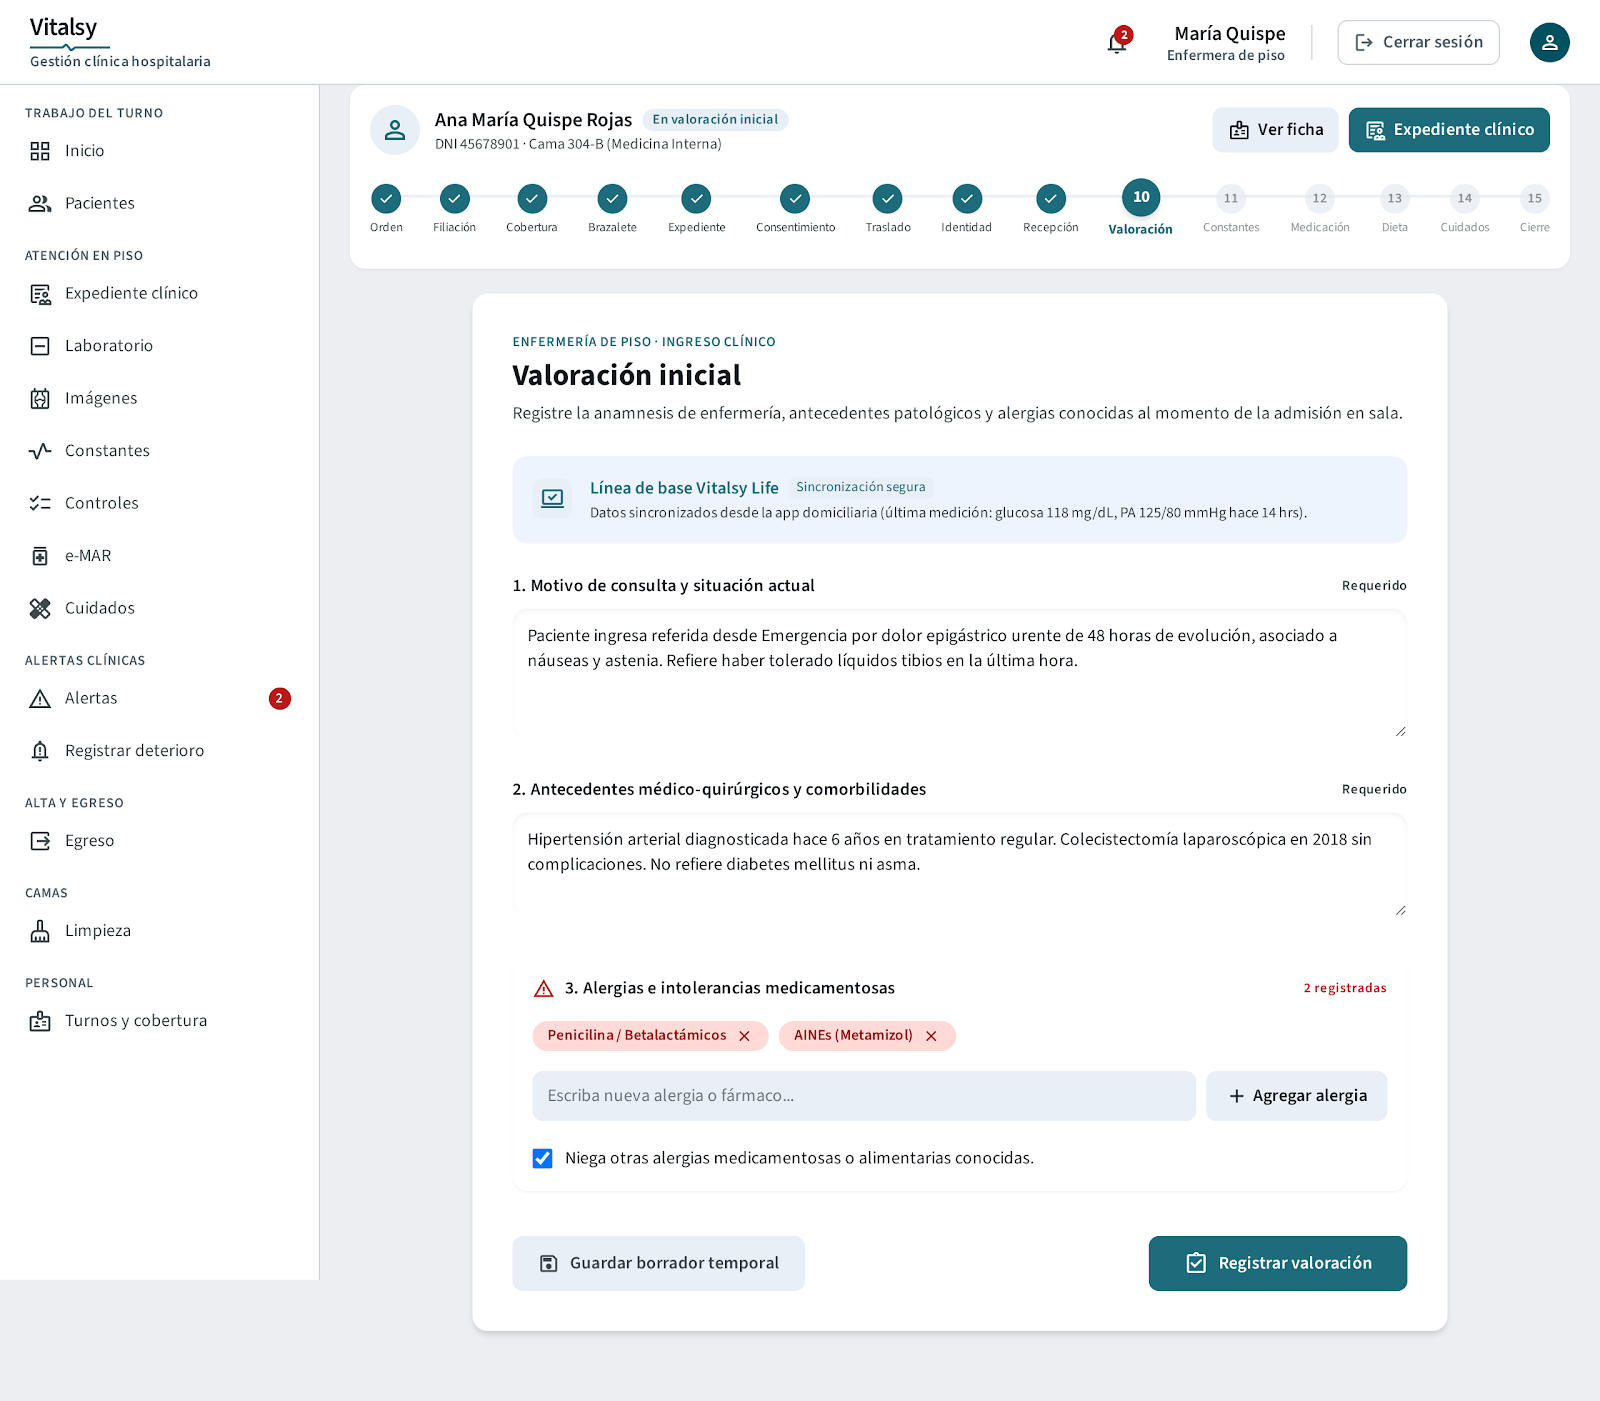 Vitalsy
Gestión clínica hospitalaria
2
María Quispe
Enfermera de piso
Cerrar sesión
TRABAJO DEL TURNO
Inicio
Pacientes
ATENCIÓN EN PISO
Expediente clínico
Laboratorio
Imágenes
Constantes
Controles
e-MAR
Cuidados
ALERTAS CLÍNICAS
Alertas
2
Registrar deterioro
ALTA Y EGRESO
Egreso
CAMAS
Limpieza
PERSONAL
Turnos y cobertura
Ana María Quispe Rojas
En valoración inicial
DNI 45678901 · Cama 304-B (Medicina Interna)
Ver ficha
Expediente clínico
Orden
Filiación
Cobertura
Brazalete
Expediente
Consentimiento
Traslado
Identidad
Recepción
10
Valoración
11
Constantes
12
Medicación
13
Dieta
14
Cuidados
15
Cierre
ENFERMERÍA DE PISO · INGRESO CLÍNICO
Valoración inicial
Registre la anamnesis de enfermería, antecedentes patológicos y alergias conocidas al momento de la admisión en sala.
Línea de base Vitalsy Life
Sincronización segura
Datos sincronizados desde la app domiciliaria (última medición: glucosa 118 mg/dL, PA 125/80 mmHg hace 14 hrs).
1. Motivo de consulta y situación actual
Requerido
Paciente ingresa referida desde Emergencia por dolor epigástrico urente de 48 horas de evolución, asociado a
náuseas y astenia. Refiere haber tolerado líquidos tibios en la última hora.
2. Antecedentes médico-quirúrgicos y comorbilidades
Requerido
Hipertensión arterial diagnosticada hace 6 años en tratamiento regular. Colecistectomía laparoscópica en 2018 sin
complicaciones. No refiere diabetes mellitus ni asma.
3. Alergias e intolerancias medicamentosas
2 registradas
Penicilina / Betalactámicos
AINEs (Metamizol)
Escriba nueva alergia o fármaco...
Agregar alergia
Niega otras alergias medicamentosas o alimentarias conocidas.
Guardar borrador temporal
Registrar valoración